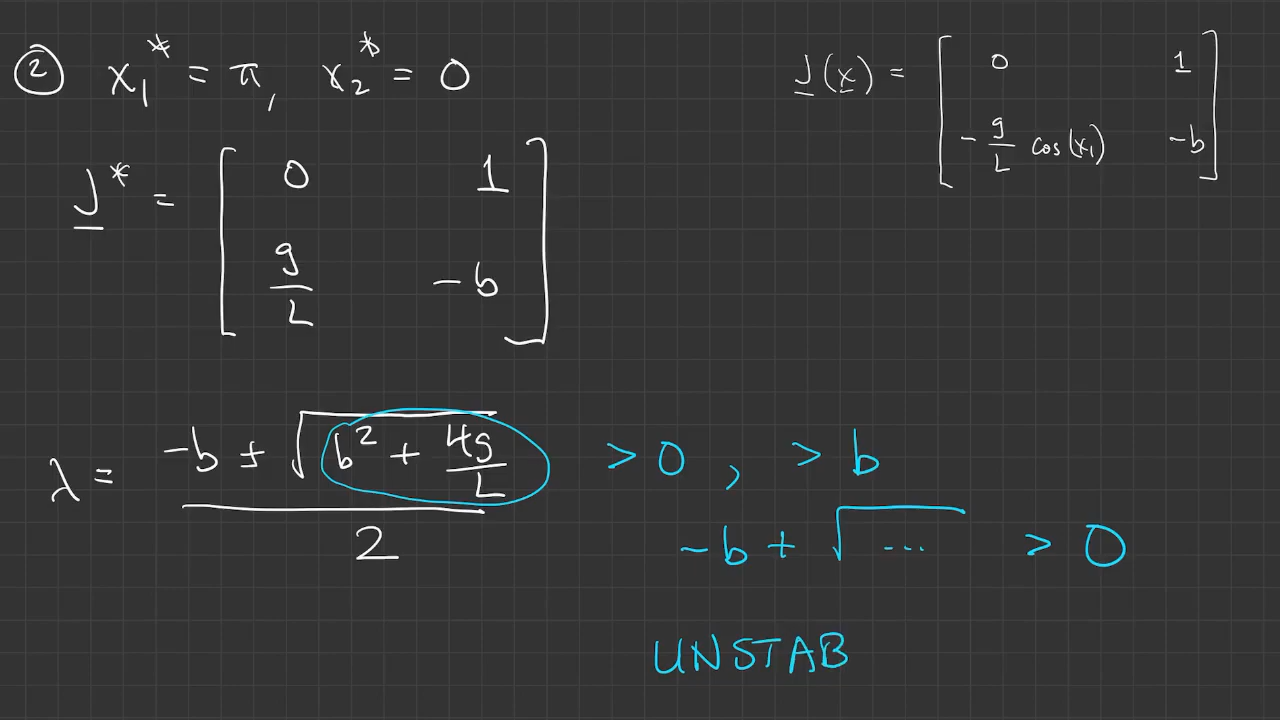 ② x₁* = π, x₂* = 0
J(x) = [ 0 1 ; -g/L cos(x₁) -b ]
J* = [ 0 1 ; g/L -b ]
λ = (-b ± √(b² + 4g/L)) / 2 > 0, > b
-b + √... > 0
UNSTAB